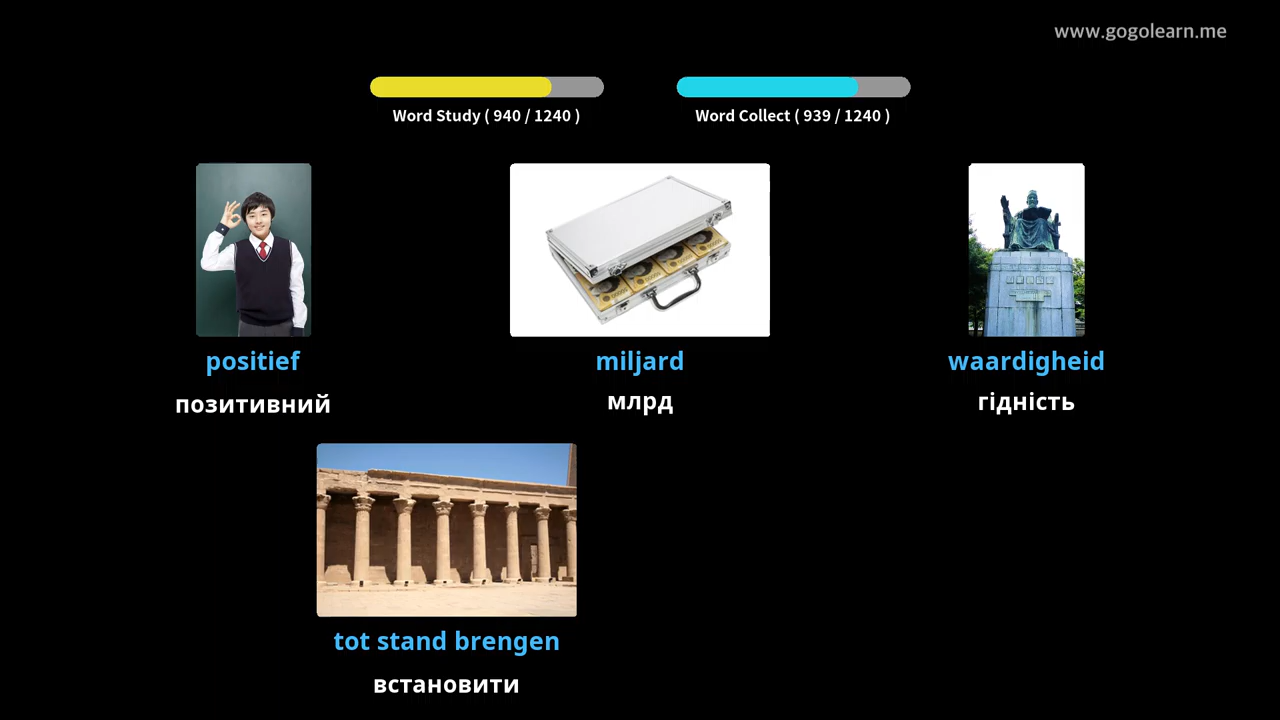 www.gogolearn.me
Word Study ( 940 / 1240 )
Word Collect ( 939 / 1240 )
positief
miljard
waardigheid
позитивний
млрд
гідність
tot stand brengen
встановити